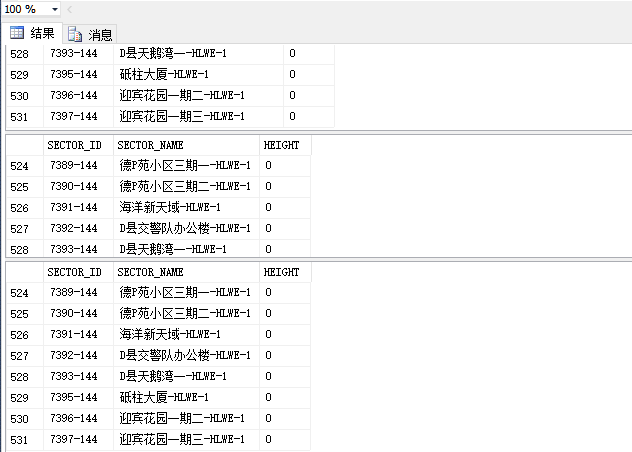 100 %
结果 消息
528 7393-144 D县天鹅湾一-HLWE-1 0
529 7395-144 砥柱大厦-HLWE-1 0
530 7396-144 迎宾花园一期二-HLWE-1 0
531 7397-144 迎宾花园一期三-HLWE-1 0
SECTOR_ID SECTOR_NAME HEIGHT
524 7389-144 德P苑小区三期一-HLWE-1 0
525 7390-144 德P苑小区三期二-HLWE-1 0
526 7391-144 海洋新天域-HLWE-1 0
527 7392-144 D县交警队办公楼-HLWE-1 0
528 7393-144 D县天鹅湾一-HLWE-1 0
SECTOR_ID SECTOR_NAME HEIGHT
524 7389-144 德P苑小区三期一-HLWE-1 0
525 7390-144 德P苑小区三期二-HLWE-1 0
526 7391-144 海洋新天域-HLWE-1 0
527 7392-144 D县交警队办公楼-HLWE-1 0
528 7393-144 D县天鹅湾一-HLWE-1 0
529 7395-144 砥柱大厦-HLWE-1 0
530 7396-144 迎宾花园一期二-HLWE-1 0
531 7397-144 迎宾花园一期三-HLWE-1 0